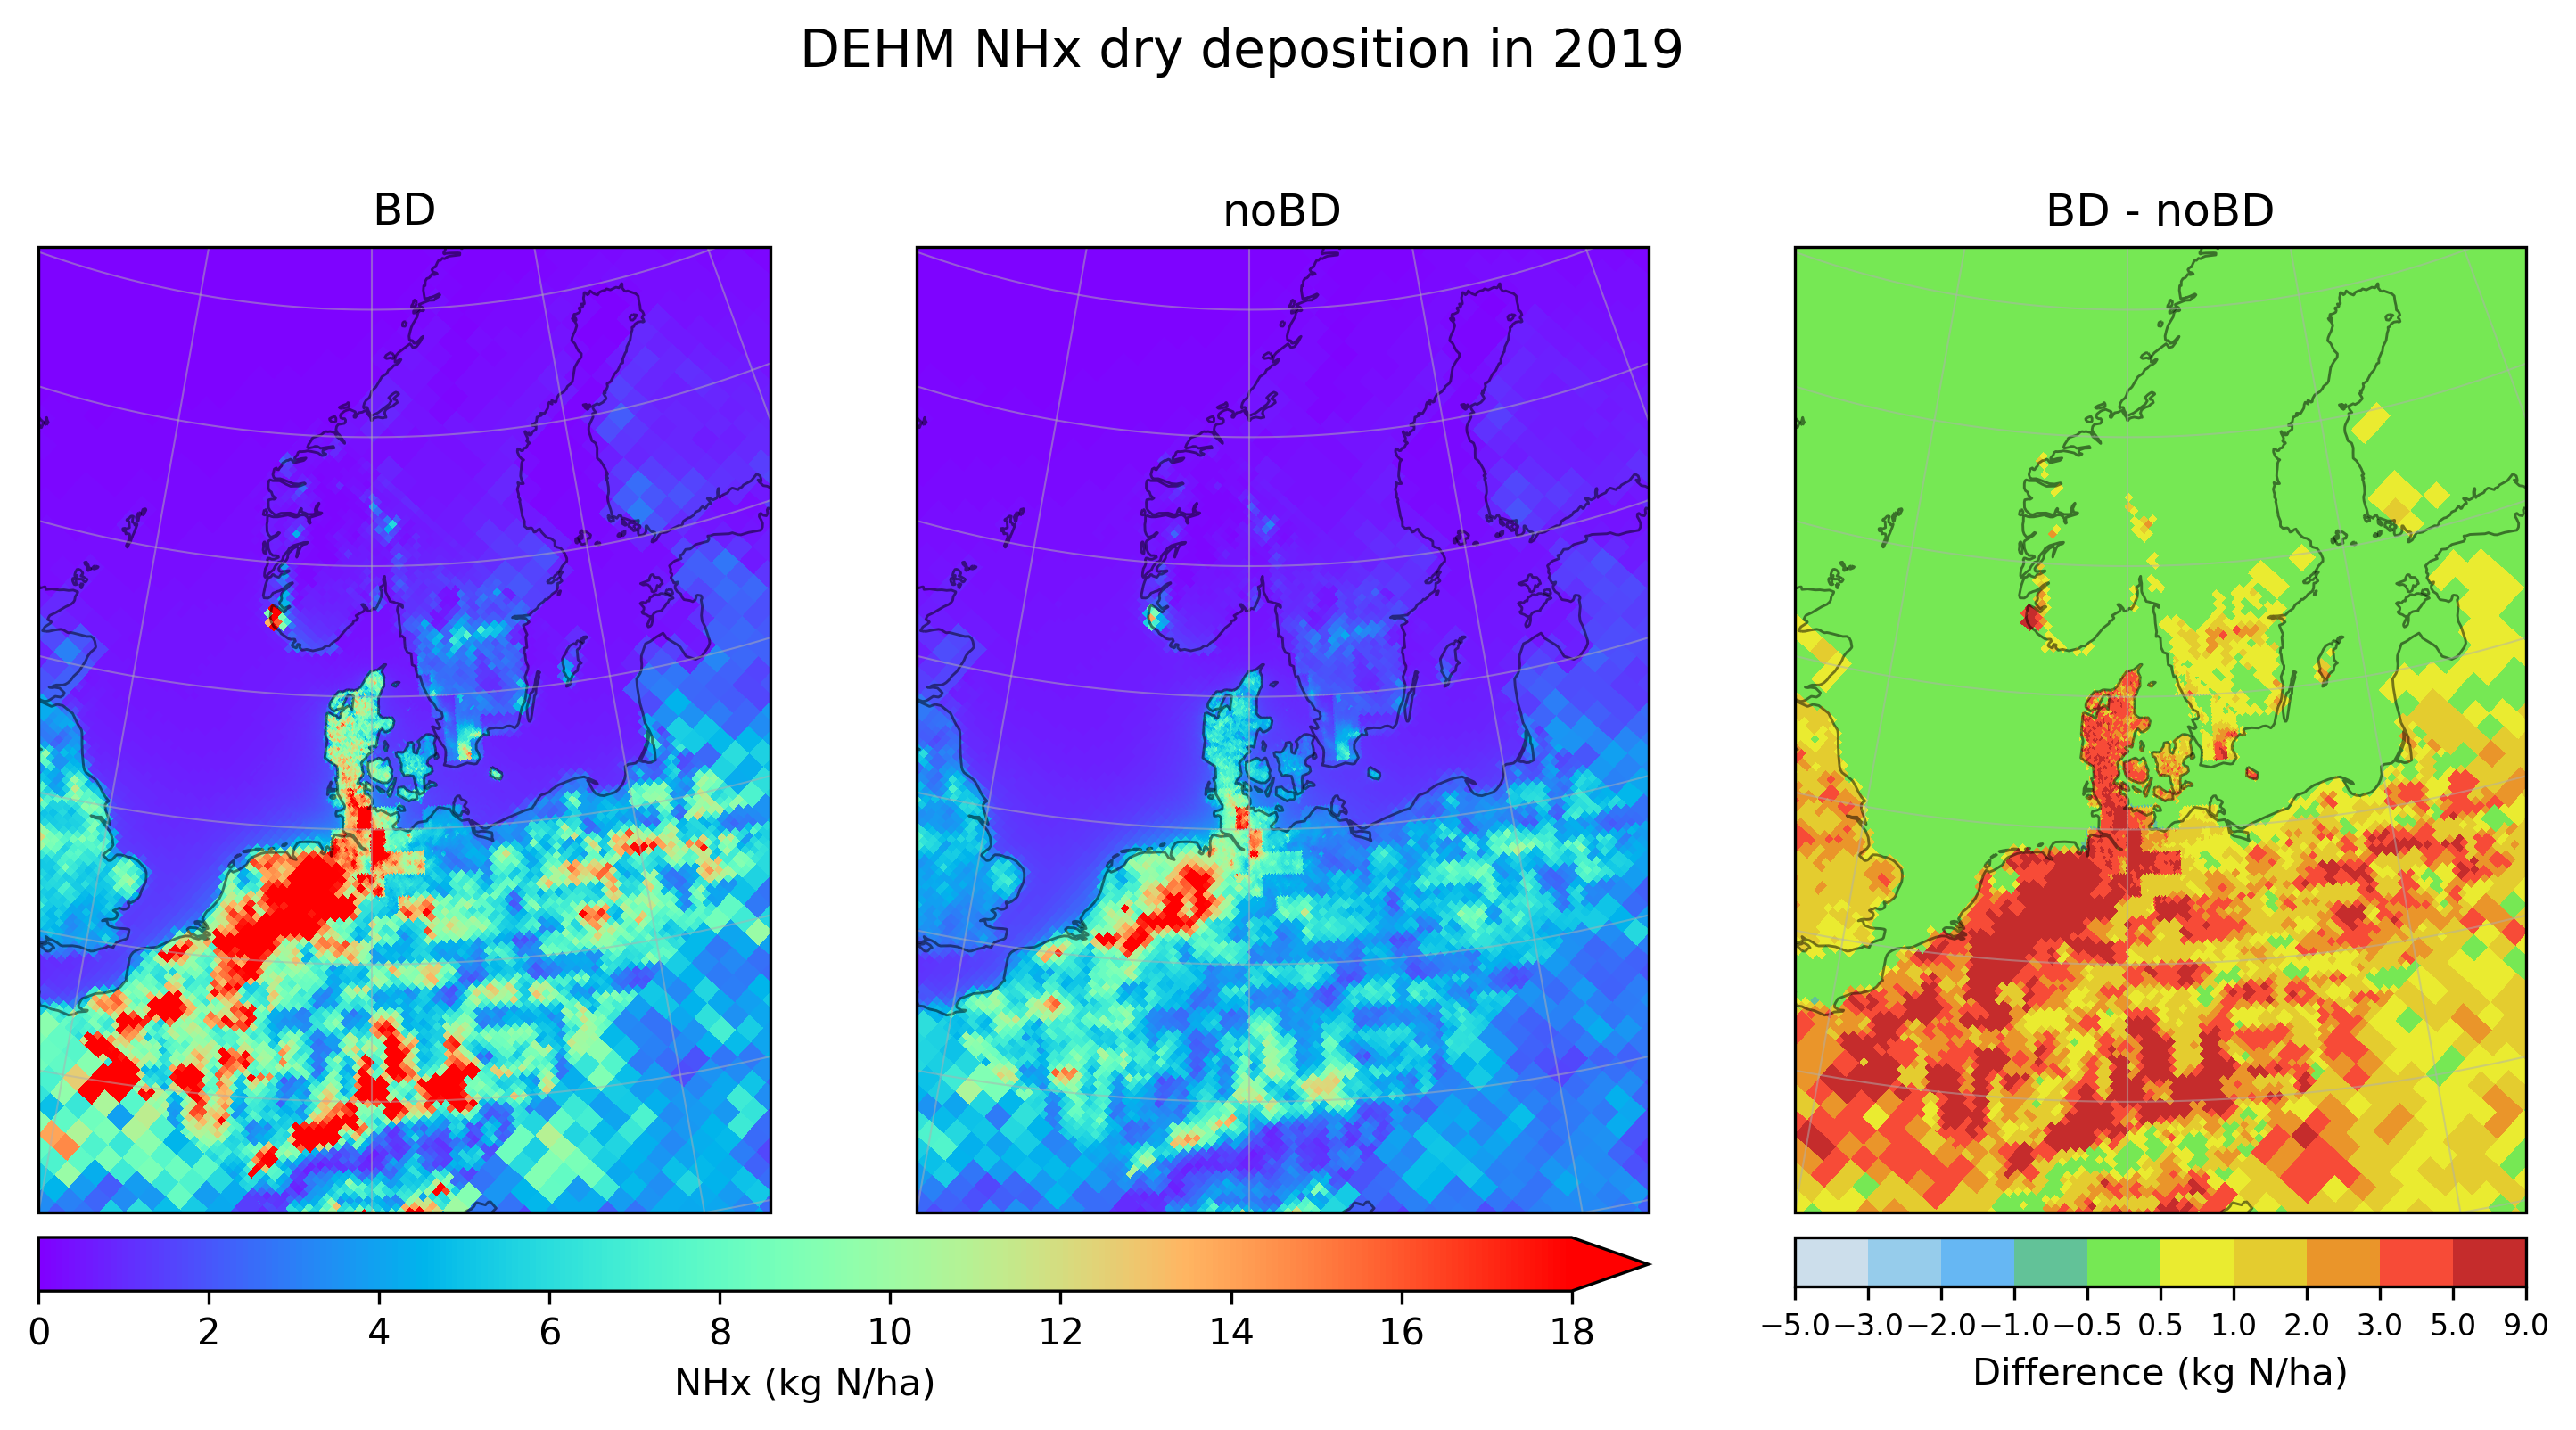 DEHM NHx dry deposition in 2019
BD
noBD
BD - noBD
0 2 4 6 8 10 12 14 16 18
NHx (kg N/ha)
−5.0 −3.0 −2.0 −1.0 −0.5 0.5 1.0 2.0 3.0 5.0 9.0
Difference (kg N/ha)